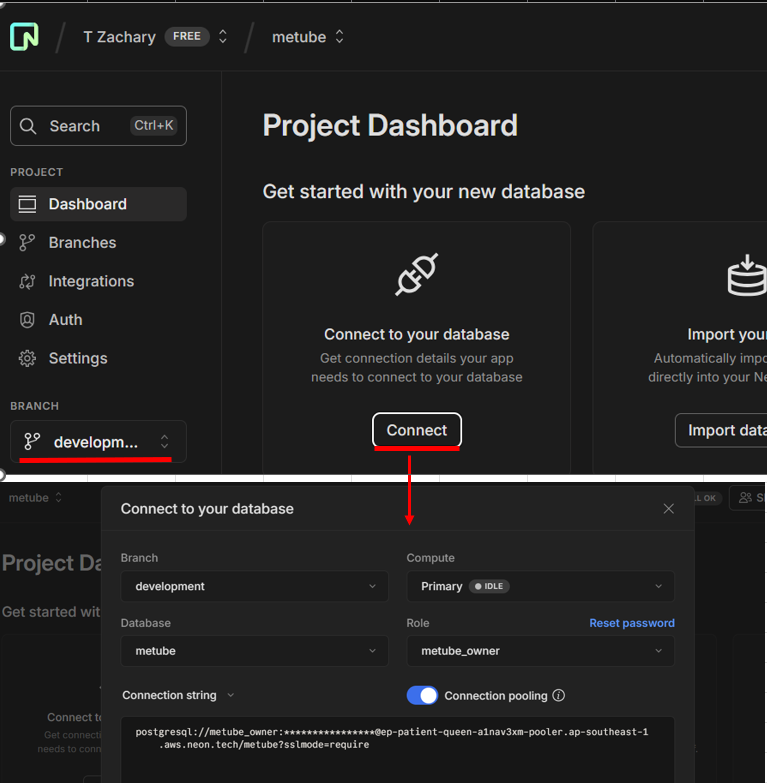 T Zachary FREE metube
Search Ctrl+K
PROJECT
Dashboard
Branches
Integrations
Auth
Settings
BRANCH
developm...
Project Dashboard
Get started with your new database
Connect to your database
Get connection details your app
needs to connect to your database
Connect
Import your
Automatically impo
directly into your Ne
Import data
metube
Project Da
Get started wit
Connect to
Get connecti
needs to conn
Connect to your database
Branch
development
Compute
Primary IDLE
Database
metube
Role
Reset password
metube_owner
Connection string
Connection pooling
postgresql://metube_owner:****************@ep-patient-queen-a1nav3xm-pooler.ap-southeast-1
.aws.neon.tech/metube?sslmode=require